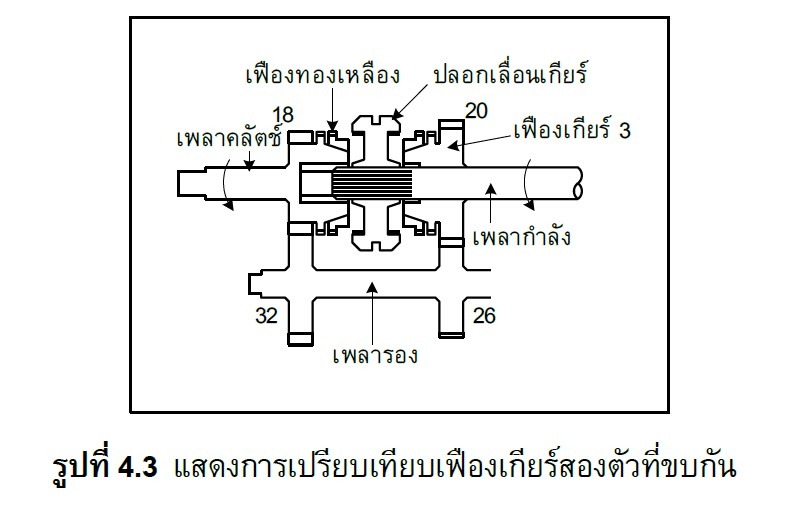 เฟืองทองเหลือง ปลอกเลื่อนเกียร์
18 20
เพลาคลัตช์ เฟืองเกียร์ 3
เพลากำลัง
32 26
เพลารอง
รูปที่ 4.3 แสดงการเปรียบเทียบเฟืองเกียร์สองตัวที่ขบกัน